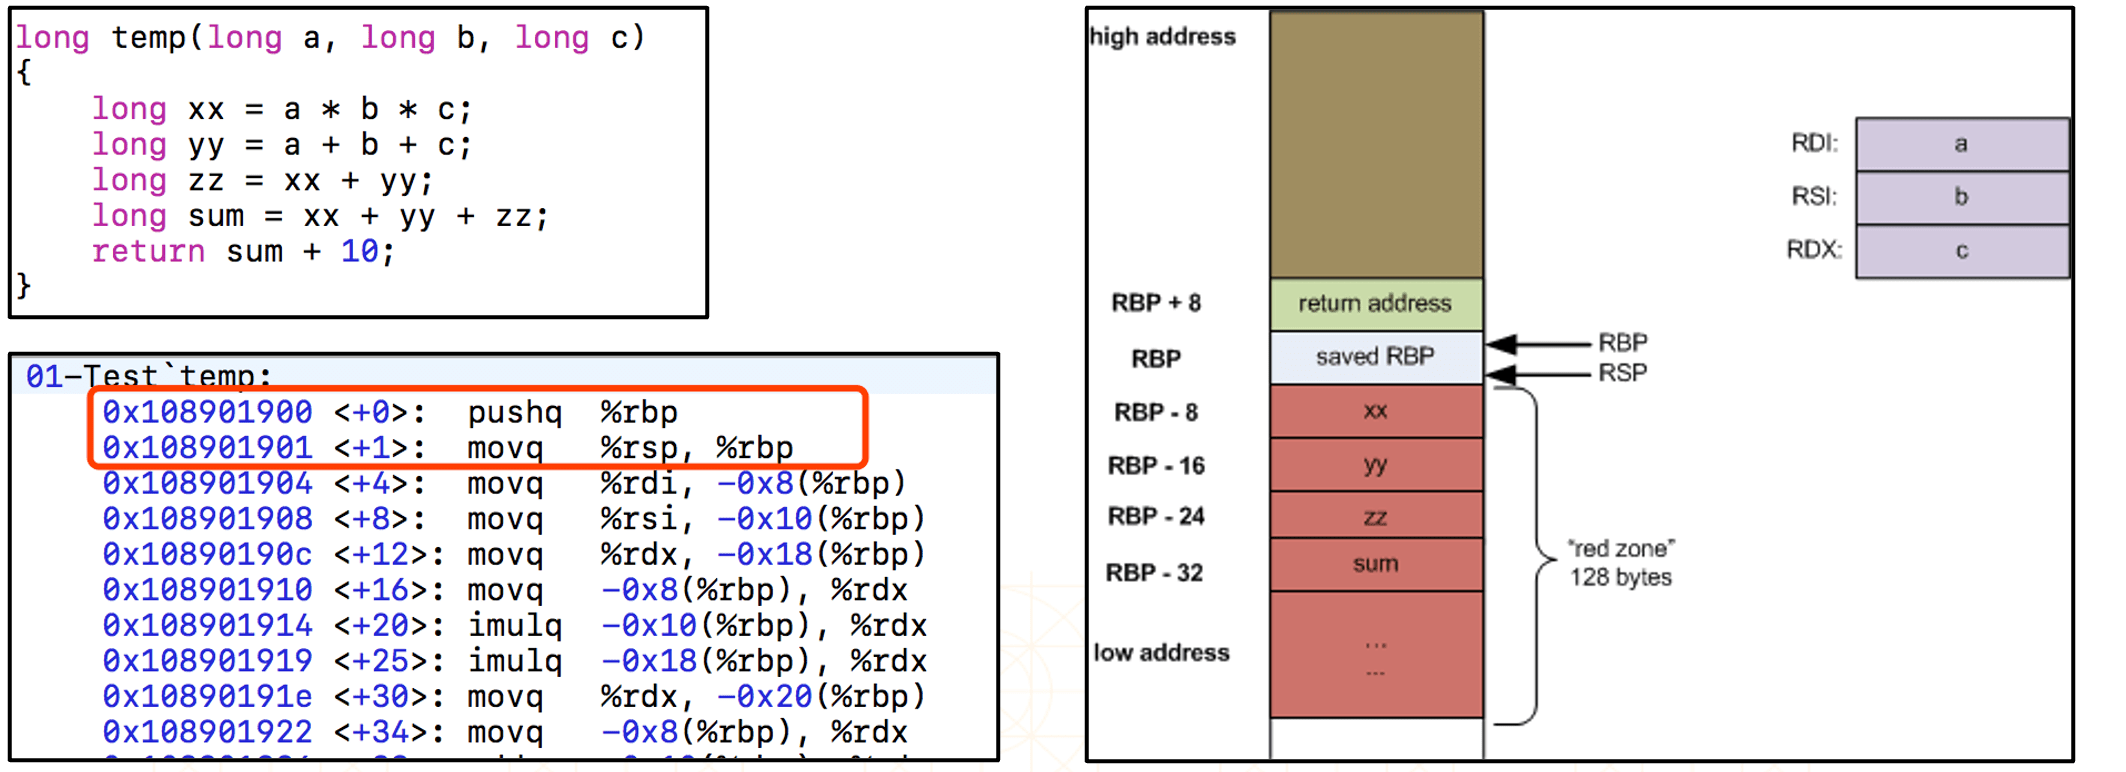 long temp(long a, long b, long c)
{
long xx = a * b * c;
long yy = a + b + c;
long zz = xx + yy;
long sum = xx + yy + zz;
return sum + 10;
}
01-Test`temp:
0x108901900 <+0>: pushq %rbp
0x108901901 <+1>: movq %rsp, %rbp
0x108901904 <+4>: movq %rdi, -0x8(%rbp)
0x108901908 <+8>: movq %rsi, -0x10(%rbp)
0x10890190c <+12>: movq %rdx, -0x18(%rbp)
0x108901910 <+16>: movq -0x8(%rbp), %rdx
0x108901914 <+20>: imulq -0x10(%rbp), %rdx
0x108901919 <+25>: imulq -0x18(%rbp), %rdx
0x10890191e <+30>: movq %rdx, -0x20(%rbp)
0x108901922 <+34>: movq -0x8(%rbp), %rdx
high address
RBP + 8
return address
RBP
saved RBP
RBP
RSP
RBP - 8
xx
RBP - 16
yy
RBP - 24
zz
RBP - 32
sum
"red zone"
128 bytes
low address
...
...
RDI: a
RSI: b
RDX: c